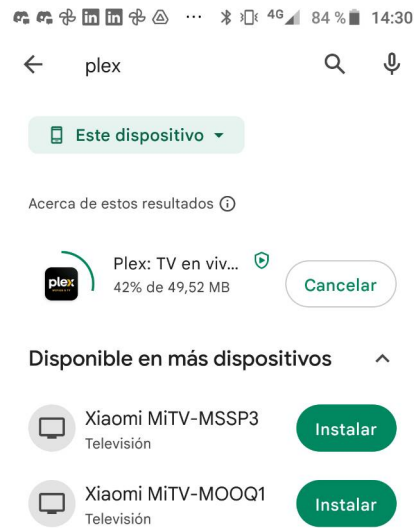 4G 84 % 14:30
plex
Este dispositivo
Acerca de estos resultados
plex
Plex: TV en viv...
42% de 49,52 MB
Cancelar
Disponible en más dispositivos
Xiaomi MiTV-MSSP3
Televisión
Instalar
Xiaomi MiTV-MOOQ1
Televisión
Instalar